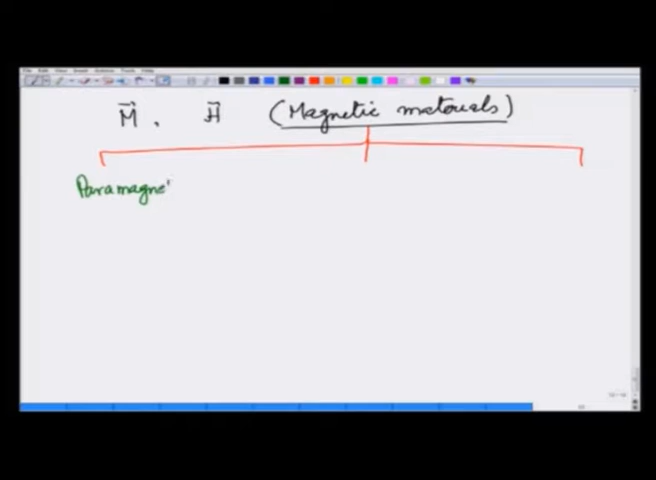 M⃗ , H⃗ (Magnetic materials)
Paramagne